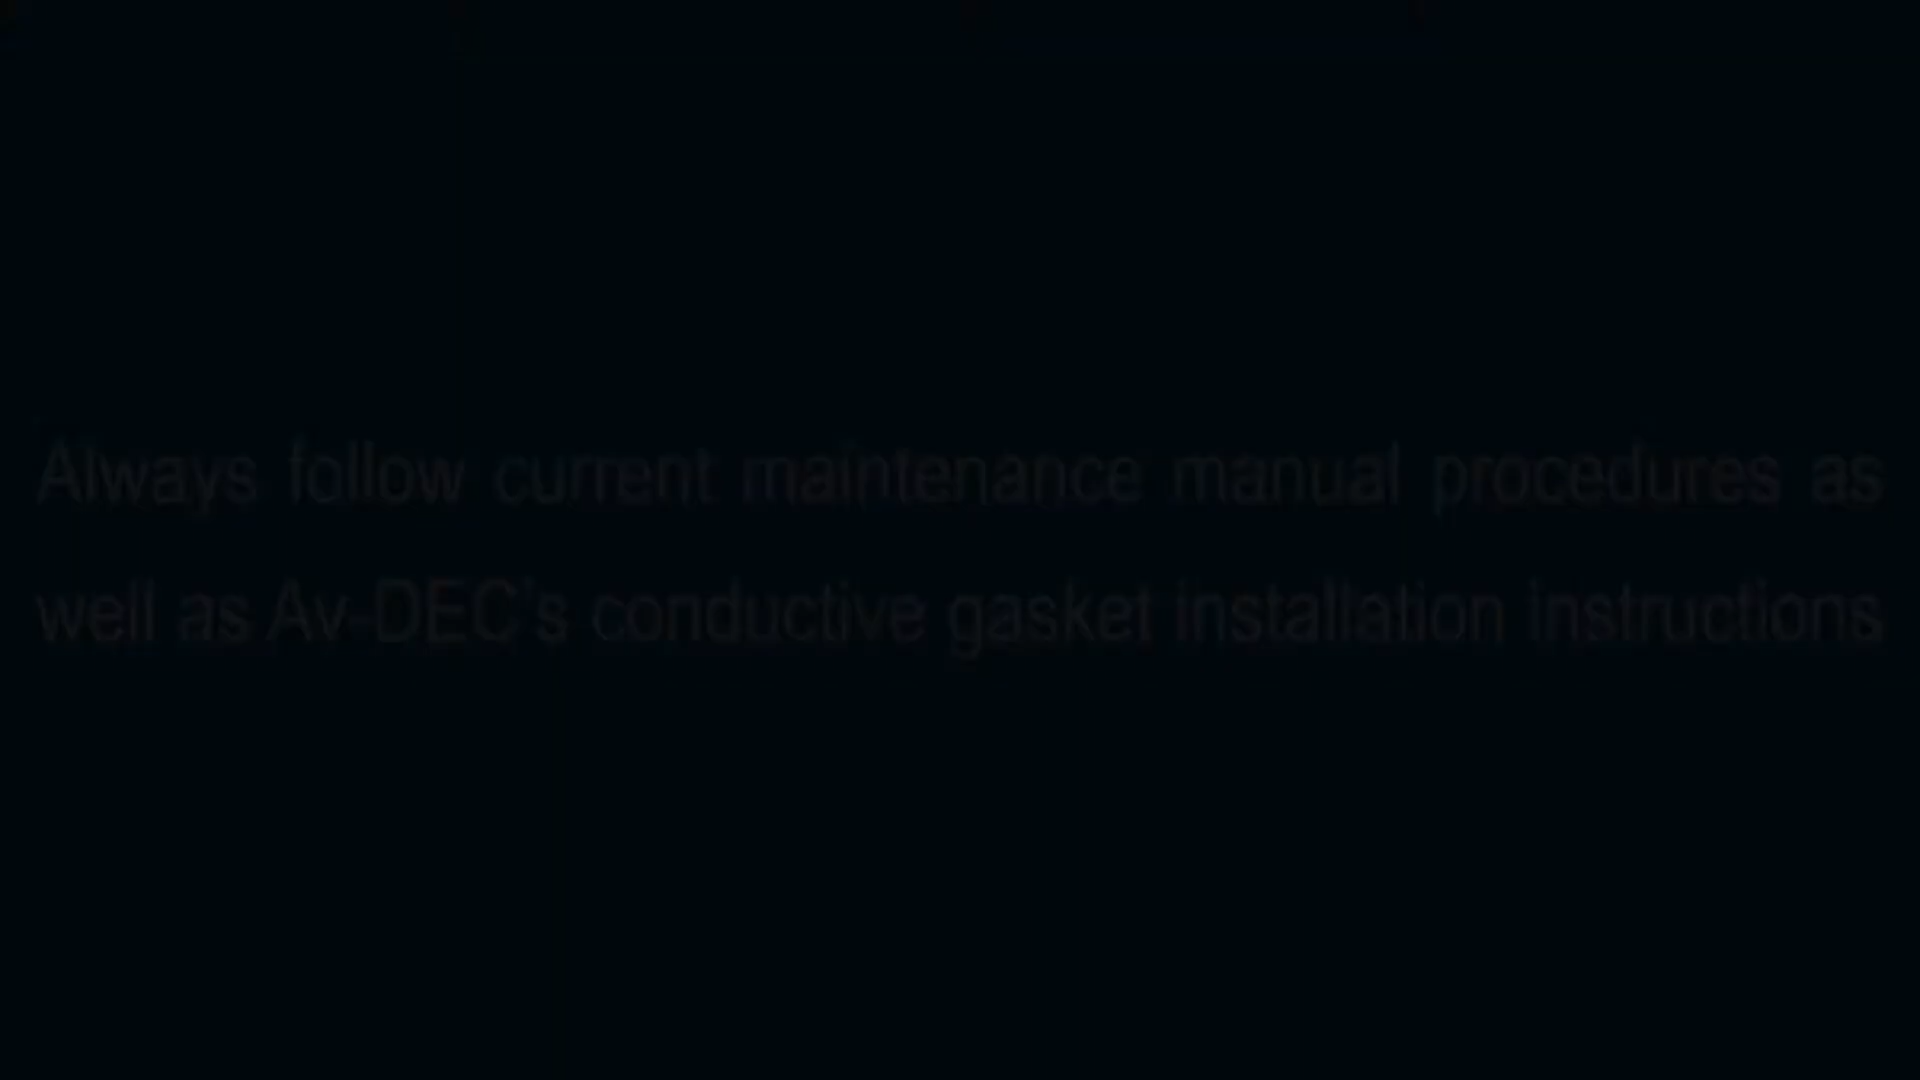 Always follow current maintenance manual procedures as
well as Av-DEC's conductive gasket installation instructions